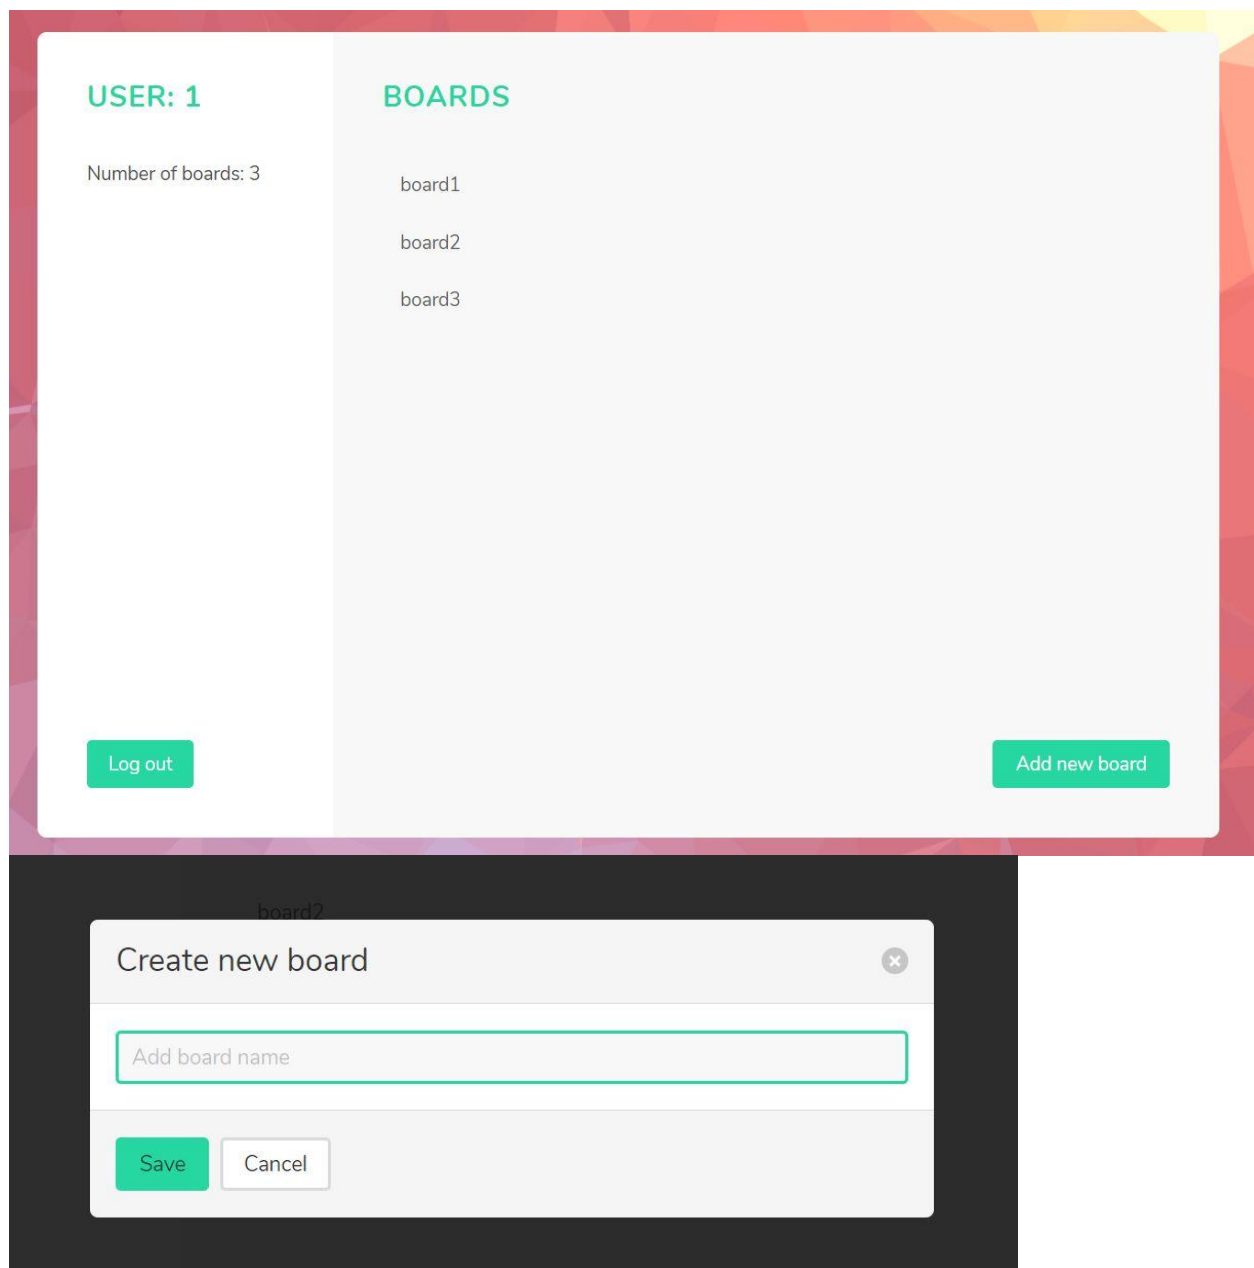 USER: 1
Number of boards: 3
Log out
BOARDS
board1
board2
board3
Add new board
board2
Create new board
Add board name
Save
Cancel